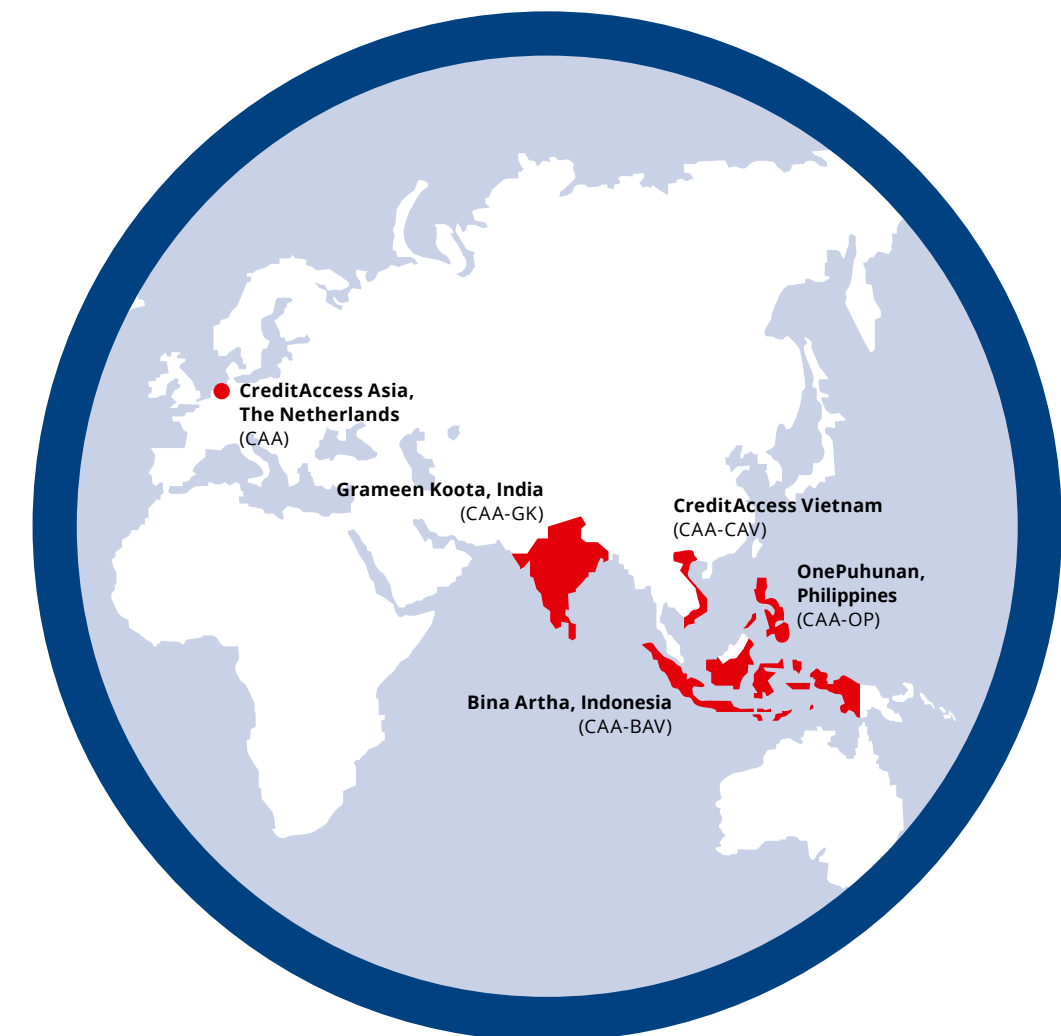 CreditAccess Asia,
The Netherlands
(CAA)
Grameen Koota, India
(CAA-GK)
CreditAccess Vietnam
(CAA-CAV)
OnePuhunan,
Philippines
(CAA-OP)
Bina Artha, Indonesia
(CAA-BAV)